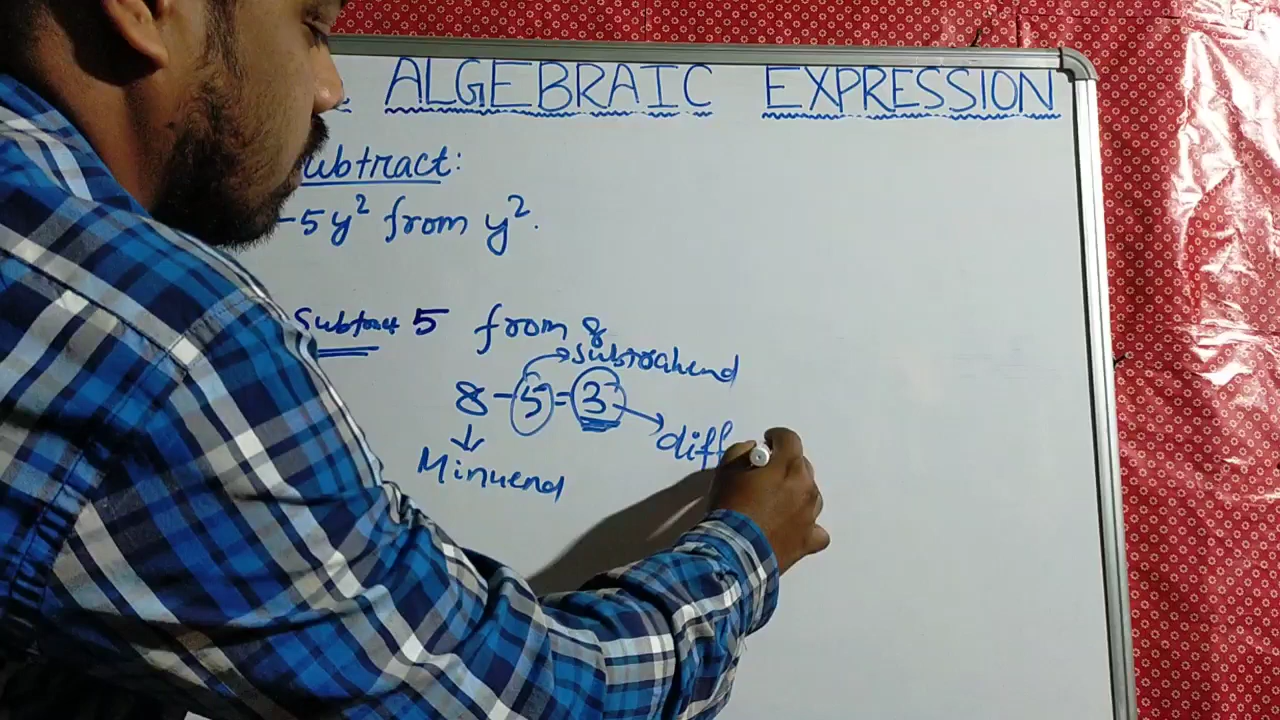 ALGEBRAIC EXPRESSION
ubtract:
-5y² from y².
Subtract 5 from 8
subtrahend
8 - 5 = 3
diff
Minuend